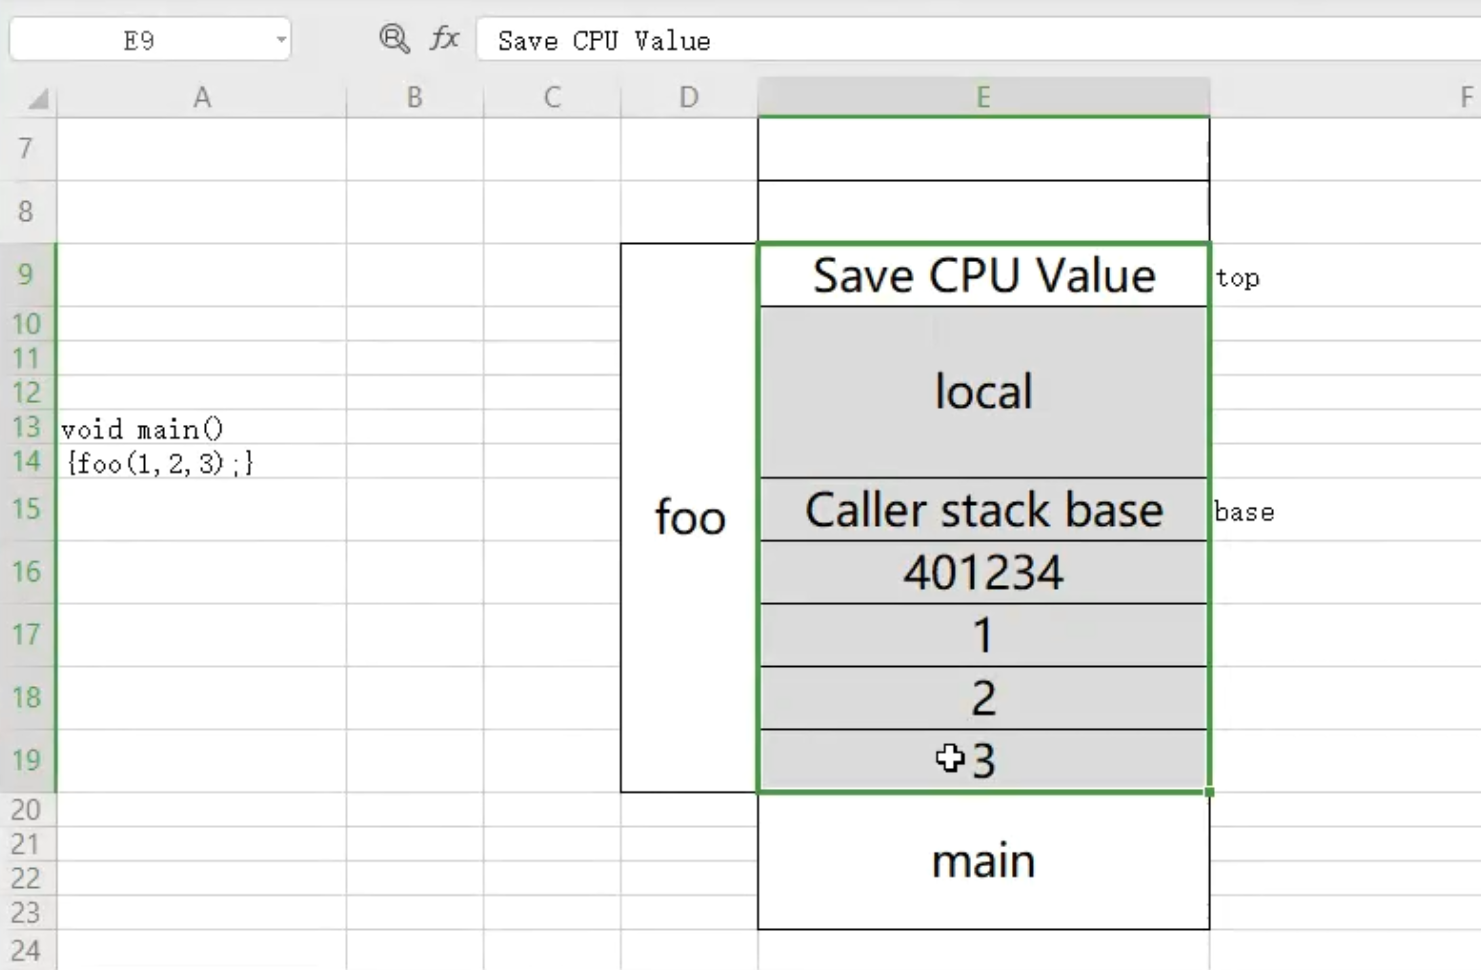 E9
fx
Save CPU Value
A B C D E F
7
8
9 Save CPU Value top
10
11
12 local
13 void main()
14 {foo(1,2,3);}
15 foo Caller stack base base
16 401234
17 1
18 2
19 3
20
21
22 main
23
24